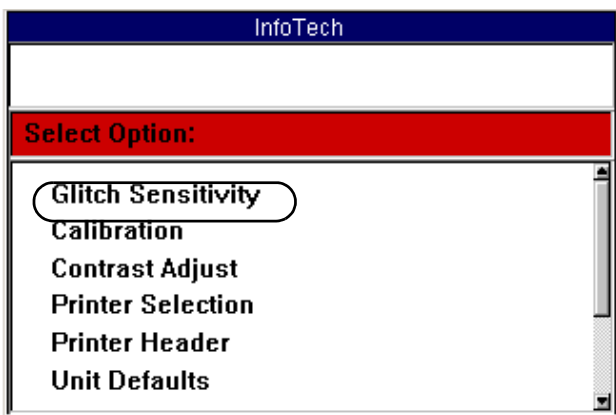 InfoTech
Select Option:
Glitch Sensitivity
Calibration
Contrast Adjust
Printer Selection
Printer Header
Unit Defaults